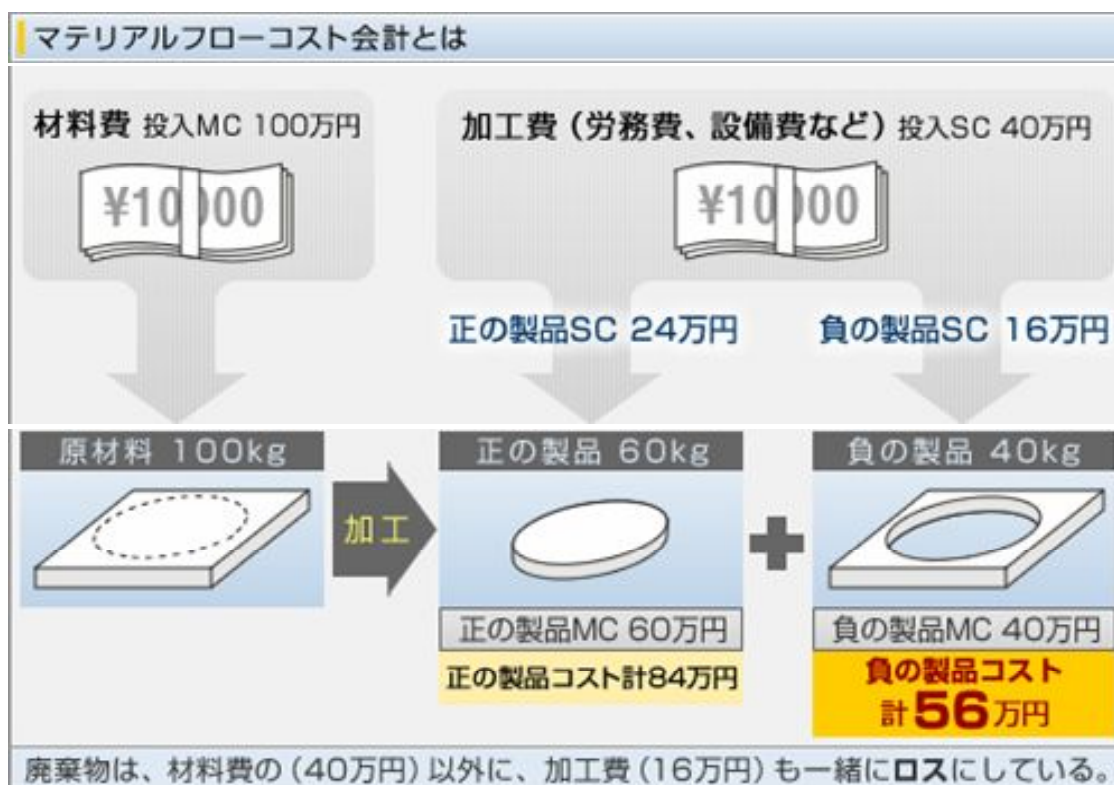 マテリアルフローコスト会計とは
材料費 投入MC 100万円
加工費（労務費、設備費など）投入SC 40万円
¥10000
¥10000
正の製品SC 24万円
負の製品SC 16万円
原材料 100kg
正の製品 60kg
負の製品 40kg
加工
正の製品MC 60万円
負の製品MC 40万円
正の製品コスト計84万円
負の製品コスト
計56万円
廃棄物は、材料費の（40万円）以外に、加工費（16万円）も一緒にロスにしている。